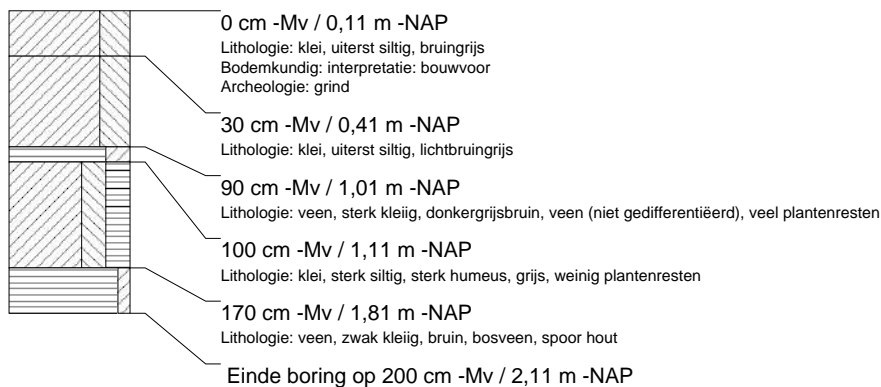 0 cm -Mv / 0,11 m -NAP
Lithologie: klei, uiterst siltig, bruingrijs
Bodemkundig: interpretatie: bouwvoor
Archeologie: grind
30 cm -Mv / 0,41 m -NAP
Lithologie: klei, uiterst siltig, lichtbruingrijs
90 cm -Mv / 1,01 m -NAP
Lithologie: veen, sterk kleiig, donkergrijsbruin, veen (niet gedifferentiëerd), veel plantenresten
100 cm -Mv / 1,11 m -NAP
Lithologie: klei, sterk siltig, sterk humeus, grijs, weinig plantenresten
170 cm -Mv / 1,81 m -NAP
Lithologie: veen, zwak kleiig, bruin, bosveen, spoor hout
Einde boring op 200 cm -Mv / 2,11 m -NAP